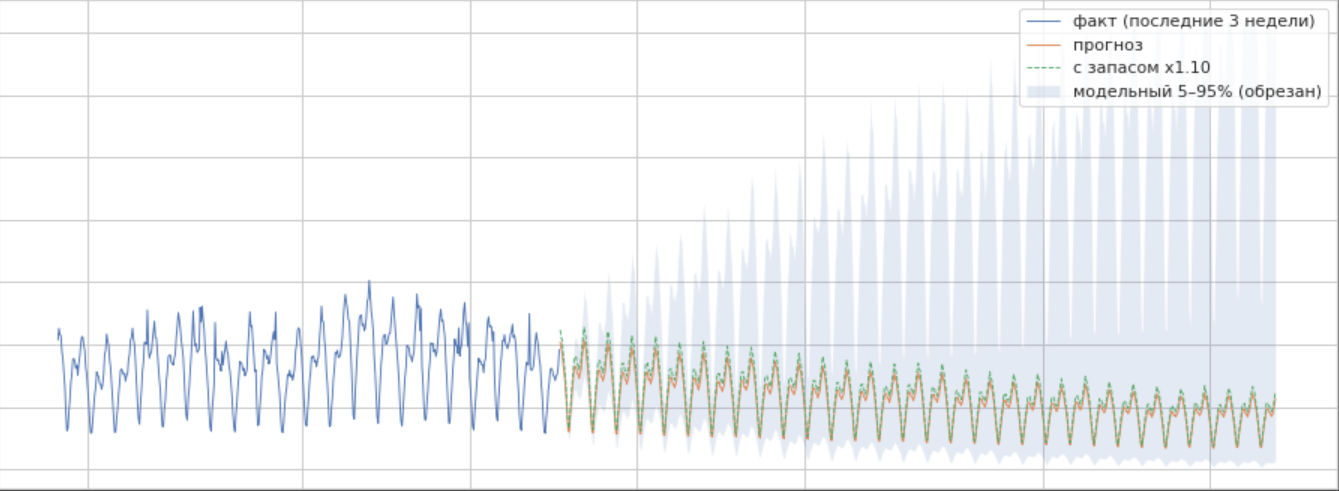 факт (последние 3 недели)
прогноз
с запасом x1.10
модельный 5–95% (обрезан)